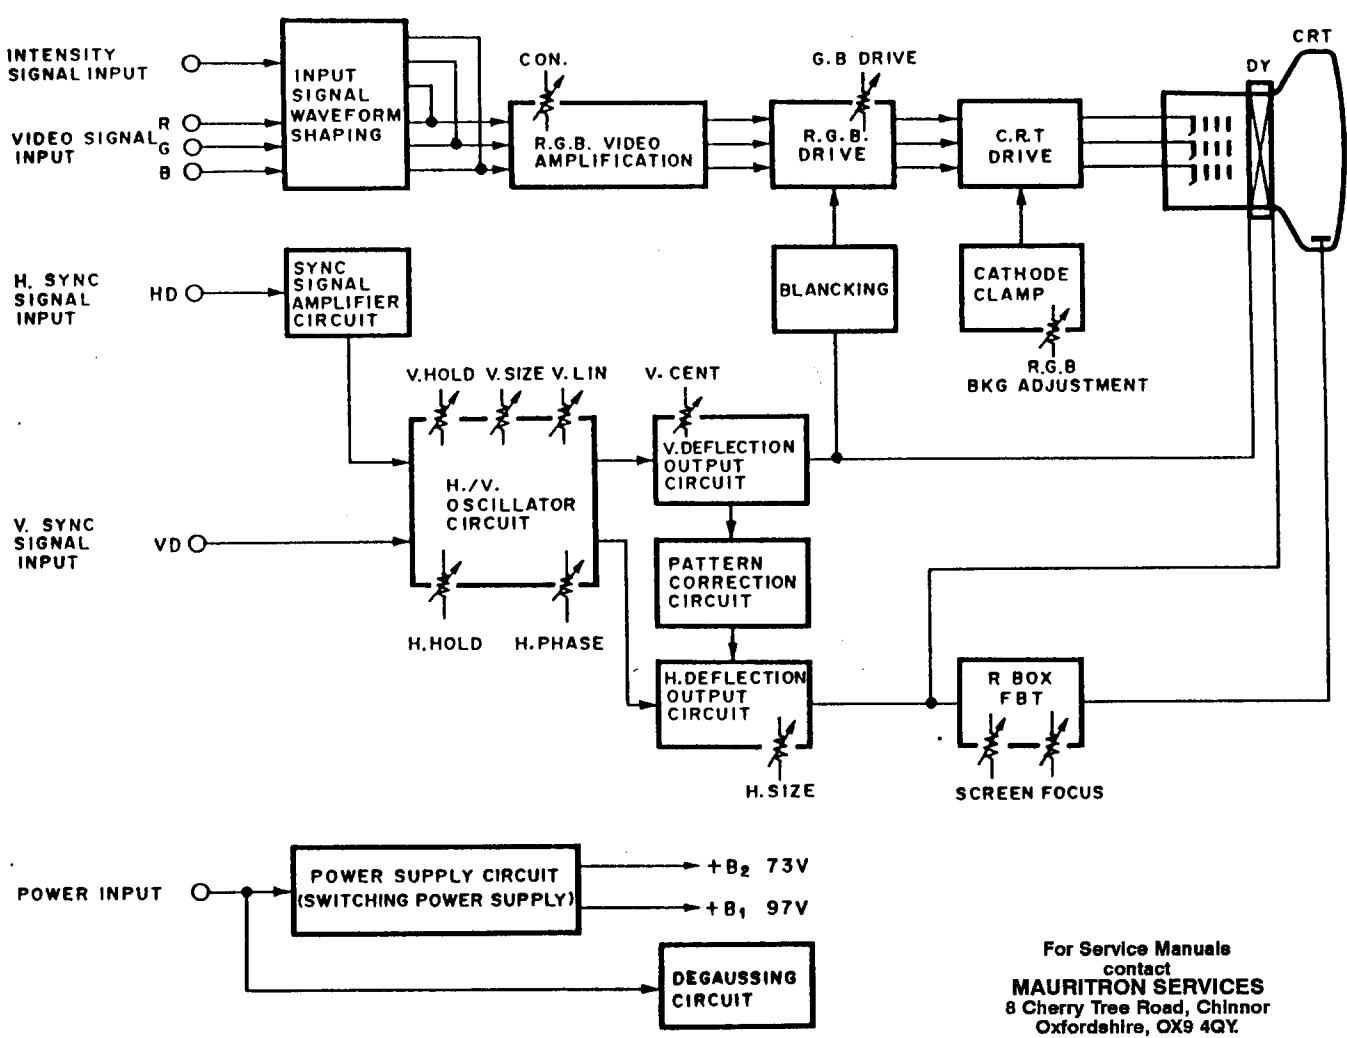 INTENSITY
SIGNAL INPUT
R
VIDEO SIGNAL
G
INPUT
B
INPUT
SIGNAL
WAVEFORM
SHAPING
CON.
R.G.B. VIDEO
AMPLIFICATION
G.B DRIVE
R.G.B.
DRIVE
C.R.T
DRIVE
DY
CRT
H. SYNC
SIGNAL
INPUT
HD
SYNC
SIGNAL
AMPLIFIER
CIRCUIT
BLANCKING
CATHODE
CLAMP
R.G.B
BKG ADJUSTMENT
V.HOLD V.SIZE V.LIN
V. CENT
H./V.
OSCILLATOR
CIRCUIT
V.DEFLECTION
OUTPUT
CIRCUIT
V. SYNC
SIGNAL
INPUT
VD
H.HOLD
H.PHASE
PATTERN
CORRECTION
CIRCUIT
H.DEFLECTION
OUTPUT
CIRCUIT
H.SIZE
R BOX
FBT
SCREEN FOCUS
POWER INPUT
POWER SUPPLY CIRCUIT
(SWITCHING POWER SUPPLY)
+B2 73V
+B1 97V
DEGAUSSING
CIRCUIT
For Service Manuals
contact
MAURITRON SERVICES
8 Cherry Tree Road, Chinnor
Oxfordshire, OX9 4QY.